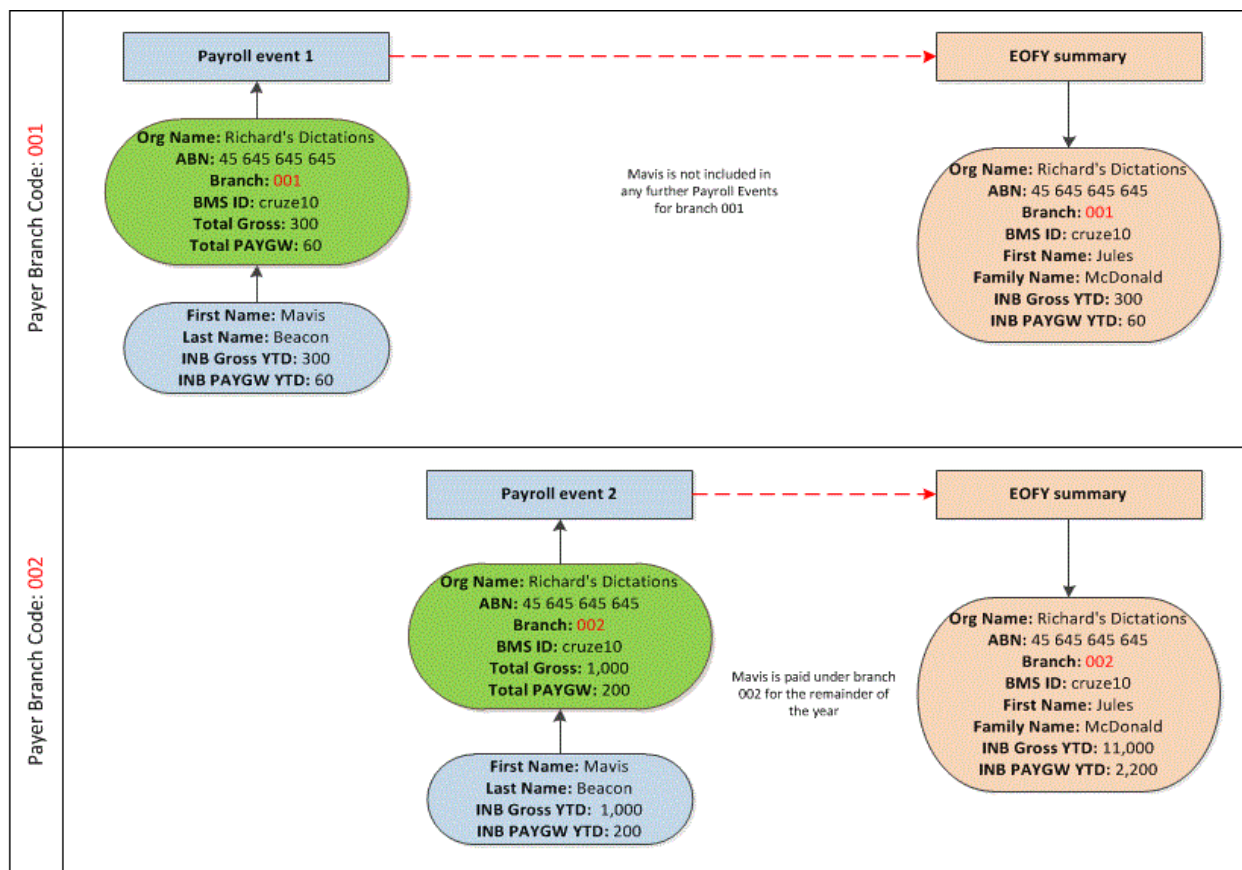 Payer Branch Code: 001
Payroll event 1
Org Name: Richard's Dictations
ABN: 45 645 645 645
Branch: 001
BMS ID: cruze10
Total Gross: 300
Total PAYGW: 60
First Name: Mavis
Last Name: Beacon
INB Gross YTD: 300
INB PAYGW YTD: 60
Mavis is not included in
any further Payroll Events
for branch 001
EOFY summary
Org Name: Richard's Dictations
ABN: 45 645 645 645
Branch: 001
BMS ID: cruze10
First Name: Jules
Family Name: McDonald
INB Gross YTD: 300
INB PAYGW YTD: 60
Payer Branch Code: 002
Payroll event 2
Org Name: Richard's Dictations
ABN: 45 645 645 645
Branch: 002
BMS ID: cruze10
Total Gross: 1,000
Total PAYGW: 200
First Name: Mavis
Last Name: Beacon
INB Gross YTD: 1,000
INB PAYGW YTD: 200
Mavis is paid under branch
002 for the remainder of
the year
EOFY summary
Org Name: Richard's Dictations
ABN: 45 645 645 645
Branch: 002
BMS ID: cruze10
First Name: Jules
Family Name: McDonald
INB Gross YTD: 11,000
INB PAYGW YTD: 2,200